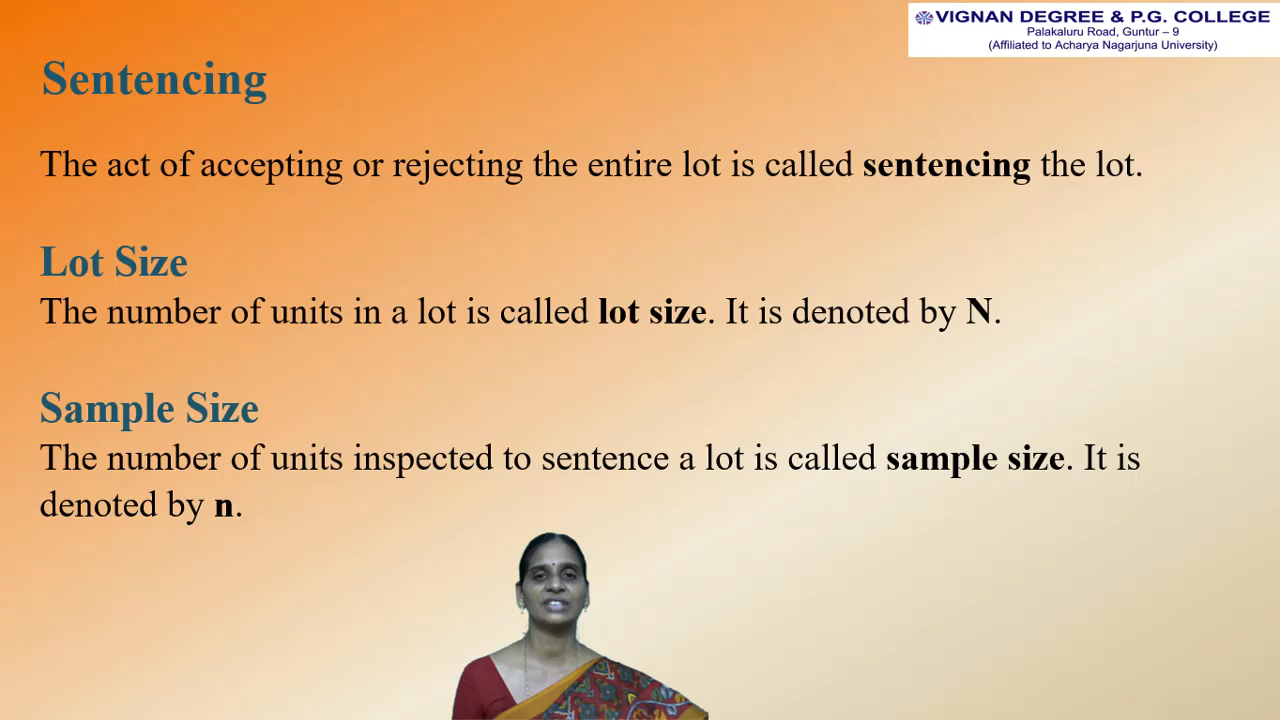 VIGNAN DEGREE & P.G. COLLEGE
Palakaluru Road, Guntur – 9
(Affiliated to Acharya Nagarjuna University)
Sentencing
The act of accepting or rejecting the entire lot is called sentencing the lot.
Lot Size
The number of units in a lot is called lot size. It is denoted by N.
Sample Size
The number of units inspected to sentence a lot is called sample size. It is
denoted by n.